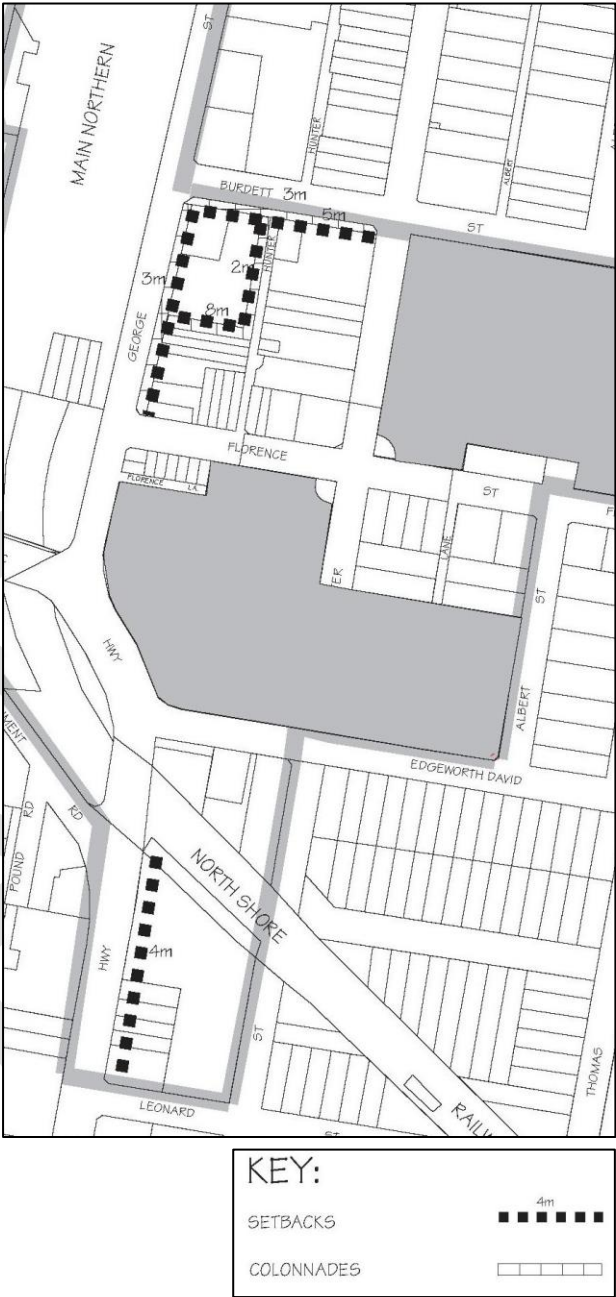 ST
MAIN NORTHERN
HUNTER
ALBERT
BURDETT
3m
5m
ST
2m
HUNTER
3m
8m
GEORGE
FLORENCE
FLORENCE
LA.
ST
ER
LANE
ST
HWY
ALBERT
EDGEWORTH DAVID
RD
RD
POUND
NORTH SHORE
HWY
4m
ST
THOMAS
LEONARD
KEY:
SETBACKS
4m
COLONNADES